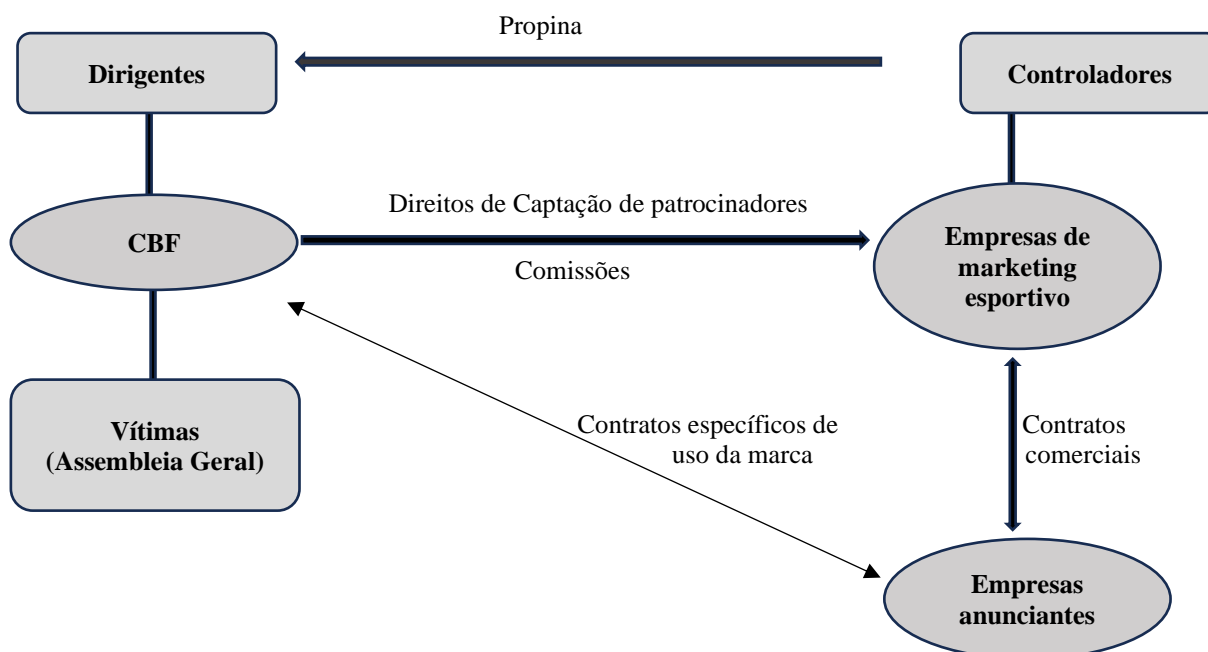 Propina
Dirigentes
Controladores
Direitos de Captação de patrocinadores
CBF
Comissões
Empresas de
marketing
esportivo
Vítimas
(Assembleia Geral)
Contratos específicos de
uso da marca
Contratos
comerciais
Empresas
anunciantes